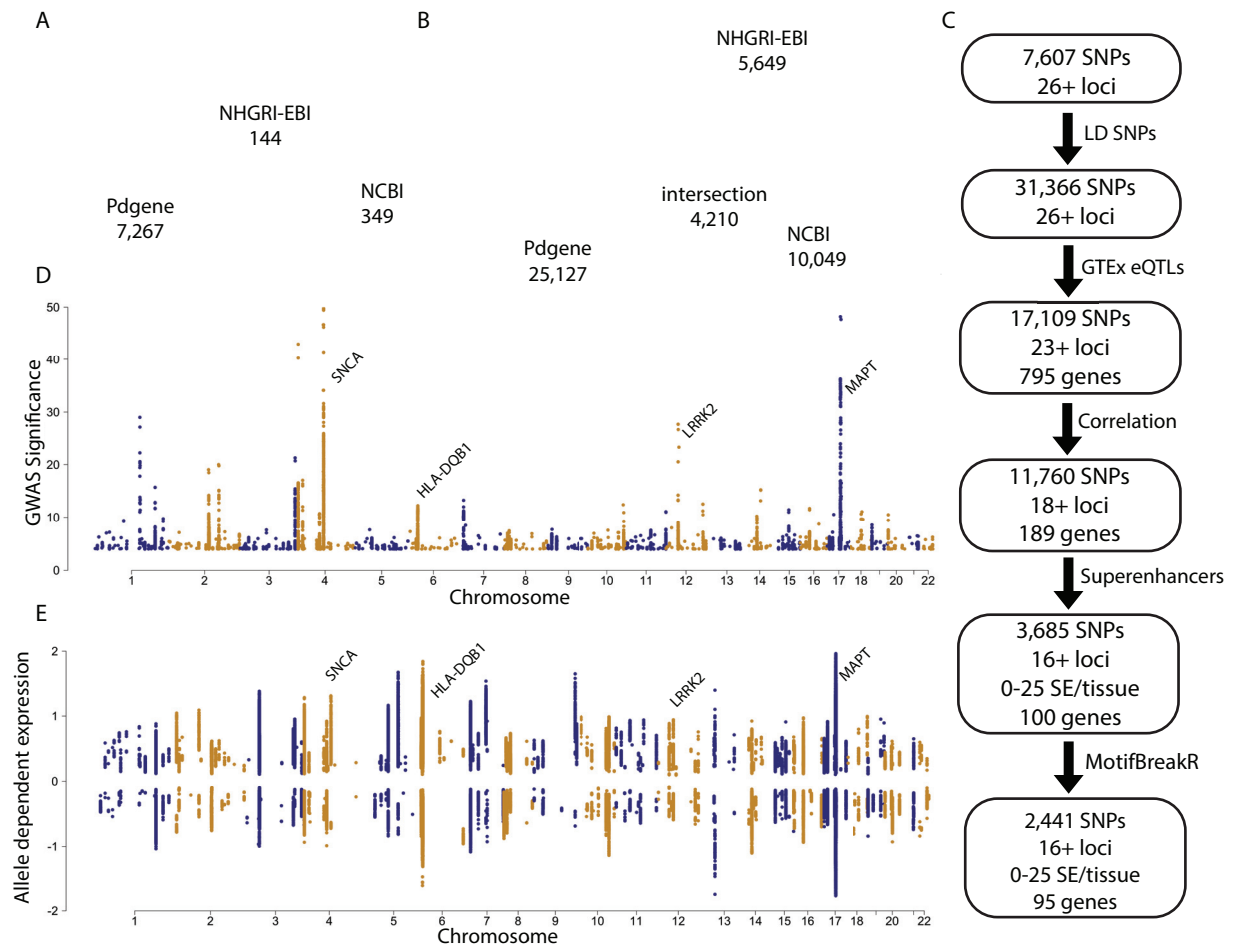 A
NHGRI-EBI
144
Pdgene
7,267
NCBI
349
B
NHGRI-EBI
5,649
intersection
4,210
NCBI
10,049
Pdgene
25,127
C
7,607 SNPs
26+ loci
LD SNPs
31,366 SNPs
26+ loci
GTEx eQTLs
17,109 SNPs
23+ loci
795 genes
Correlation
11,760 SNPs
18+ loci
189 genes
Superenhancers
3,685 SNPs
16+ loci
0-25 SE/tissue
100 genes
MotifBreakR
2,441 SNPs
16+ loci
0-25 SE/tissue
95 genes
D
GWAS Significance
50
40
30
20
10
0
SNCA
HLA-DQB1
LRRK2
MAPT
1 2 3 4 5 6 7 8 9 10 11 12 13 14 15 16 17 18 20 22
Chromosome
E
Allele dependent expression
2
1
0
-1
-2
SNCA
HLA-DQB1
LRRK2
MAPT
1 2 3 4 5 6 7 8 9 10 11 12 13 14 15 16 17 18 20 22
Chromosome